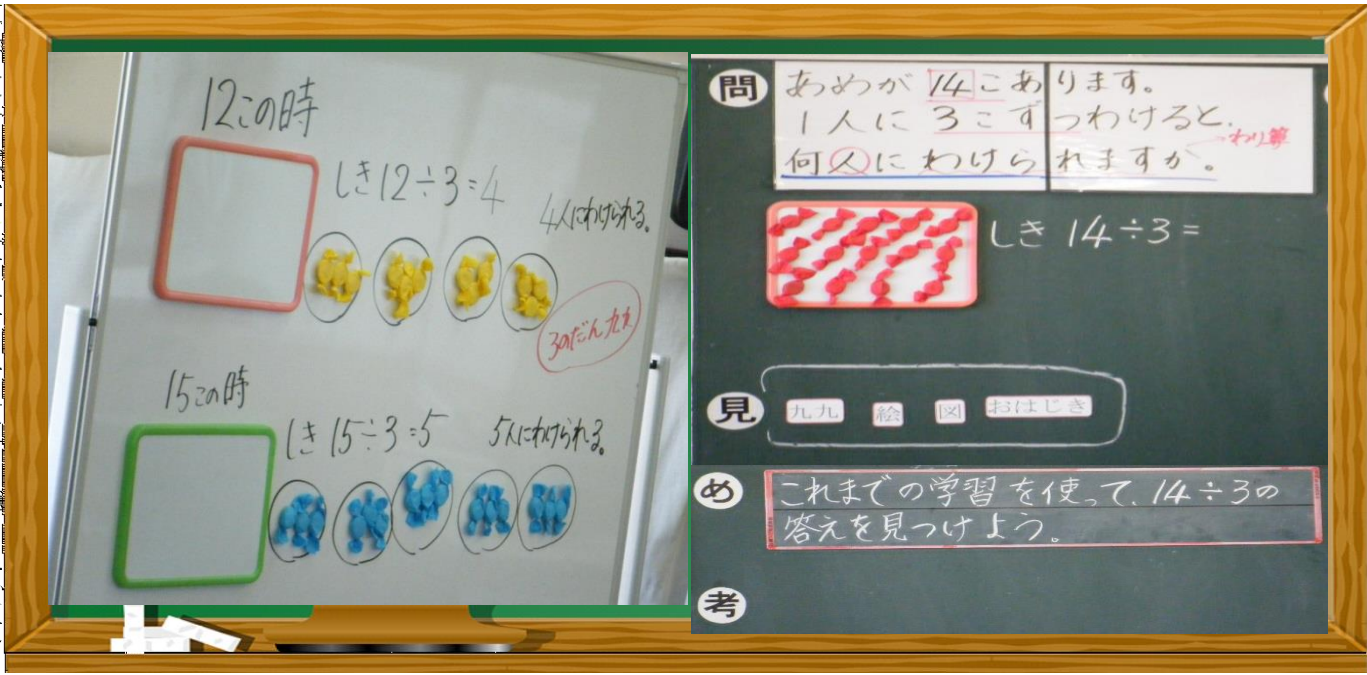 12この時
しき12÷3=4
4人にわけられる。
3のだん九九
15この時
しき 15÷3=5
5人にわけられる。
問
あめが 14こあります。
1人に 3こずつわけると、
わり算
何人にわけられますか。
しき 14÷3=
見
九九 絵 図 おはじき
め
これまでの学習を使って、14÷3の
答えを見つけよう。
考